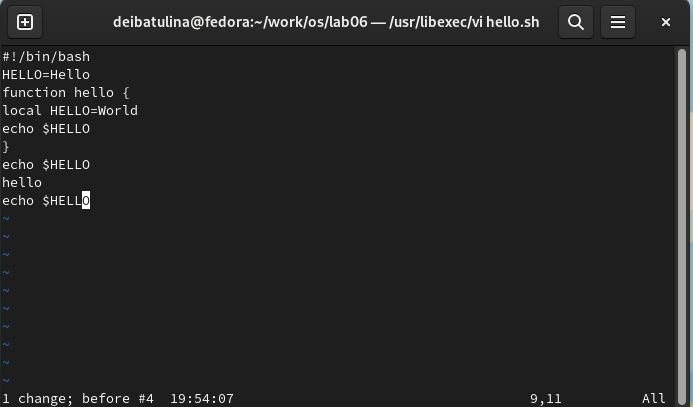 deibatulina@fedora:~/work/os/lab06 — /usr/libexec/vi hello.sh
#!/bin/bash
HELLO=Hello
function hello {
local HELLO=World
echo $HELLO
}
echo $HELLO
hello
echo $HELLO
~
~
~
~
~
~
~
~
~
~
1 change; before #4  19:54:07 9,11 All